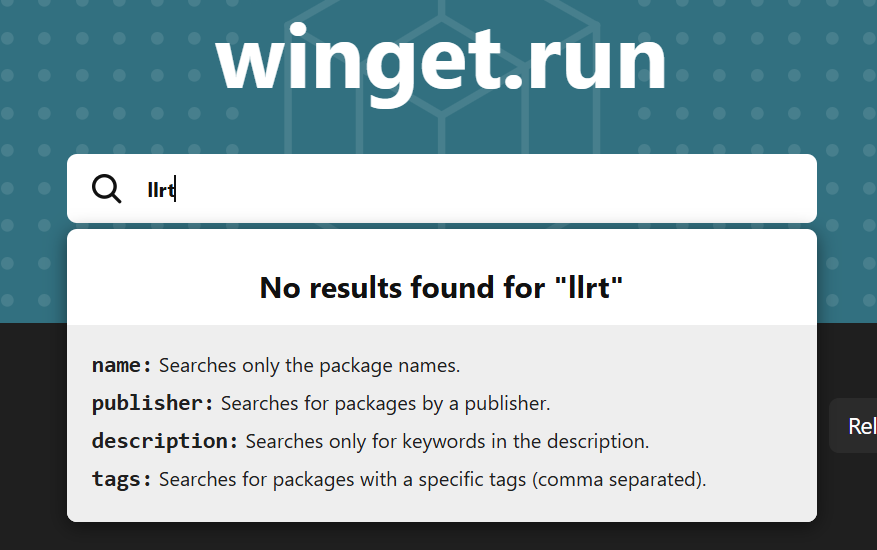 winget.run
llrt
No results found for "llrt"
name: Searches only the package names.
publisher: Searches for packages by a publisher.
description: Searches only for keywords in the description.
Rel
tags: Searches for packages with a specific tags (comma separated).